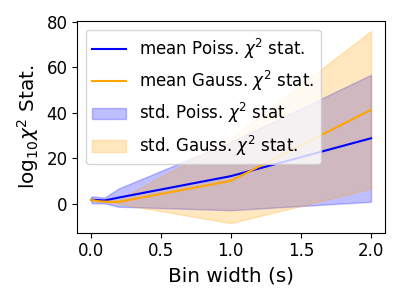 80
60
40
20
0
log₁₀χ² Stat.
mean Poiss. χ² stat.
mean Gauss. χ² stat.
std. Poiss. χ² stat
std. Gauss. χ² stat.
0.0 0.5 1.0 1.5 2.0
Bin width (s)